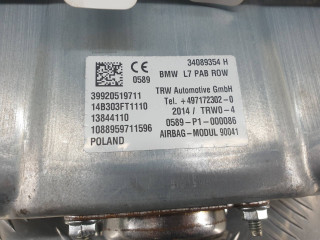 34089354 H
CE BMW L7 PAB ROW
0589
39920519711 TRW Automotive GmbH
14B303FT1110 Tel. +497172302-0
13844110 2014 / TRWO-4
1088959711596 0589-P1-000086
POLAND AIRBAG-MODUL 90041